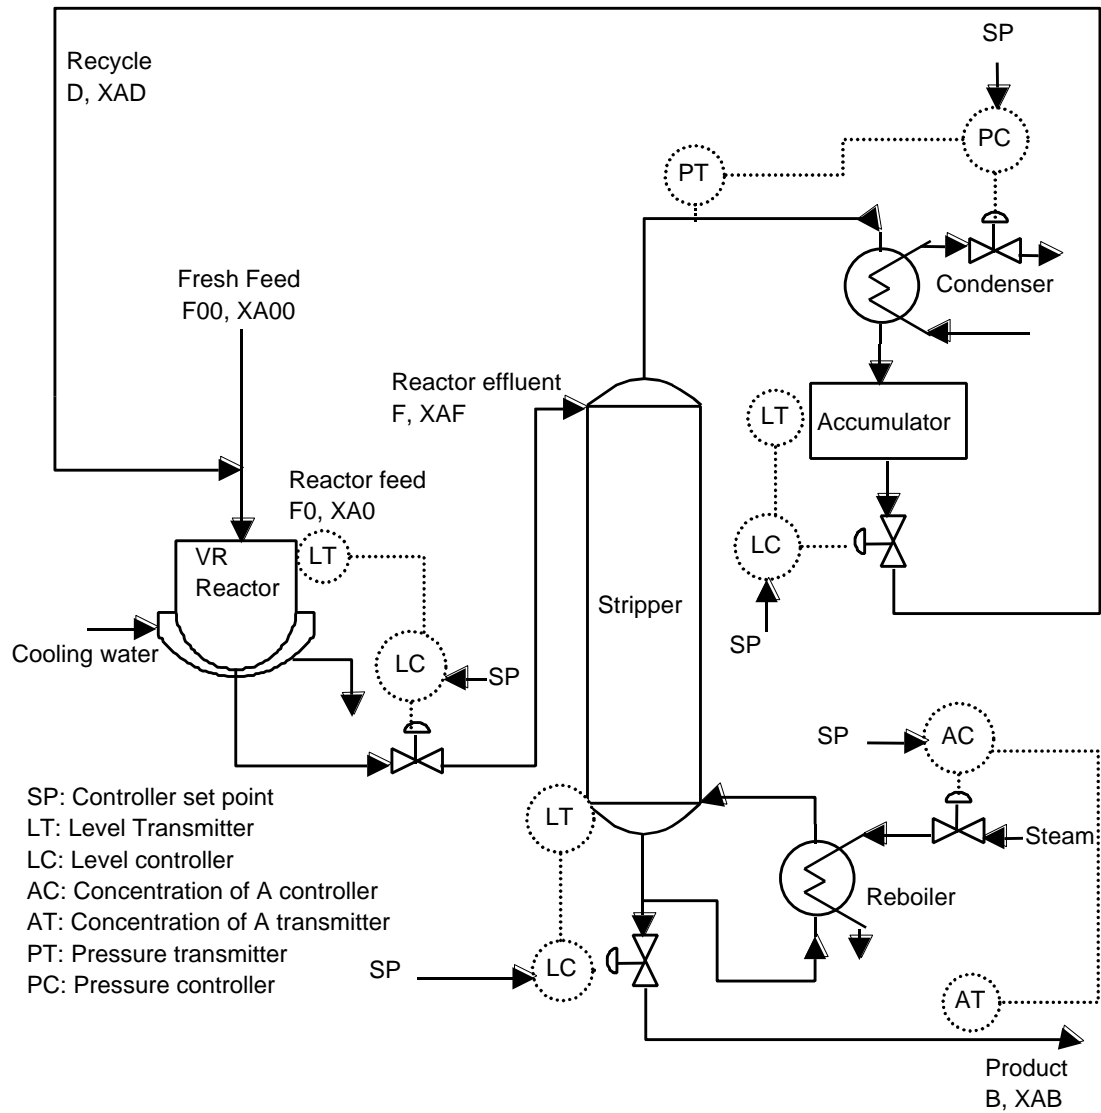 SP
Recycle
D, XAD
PC
PT
Fresh Feed
F00, XA00
Condenser
Reactor effluent
F, XAF
LT
Accumulator
Reactor feed
F0, XA0
VR
Reactor
LT
LC
Stripper
Cooling water
LC
SP
SP
SP
AC
SP: Controller set point
LT: Level Transmitter
LC: Level controller
AC: Concentration of A controller
AT: Concentration of A transmitter
PT: Pressure transmitter
PC: Pressure controller
LT
Steam
Reboiler
SP
LC
AT
Product
B, XAB